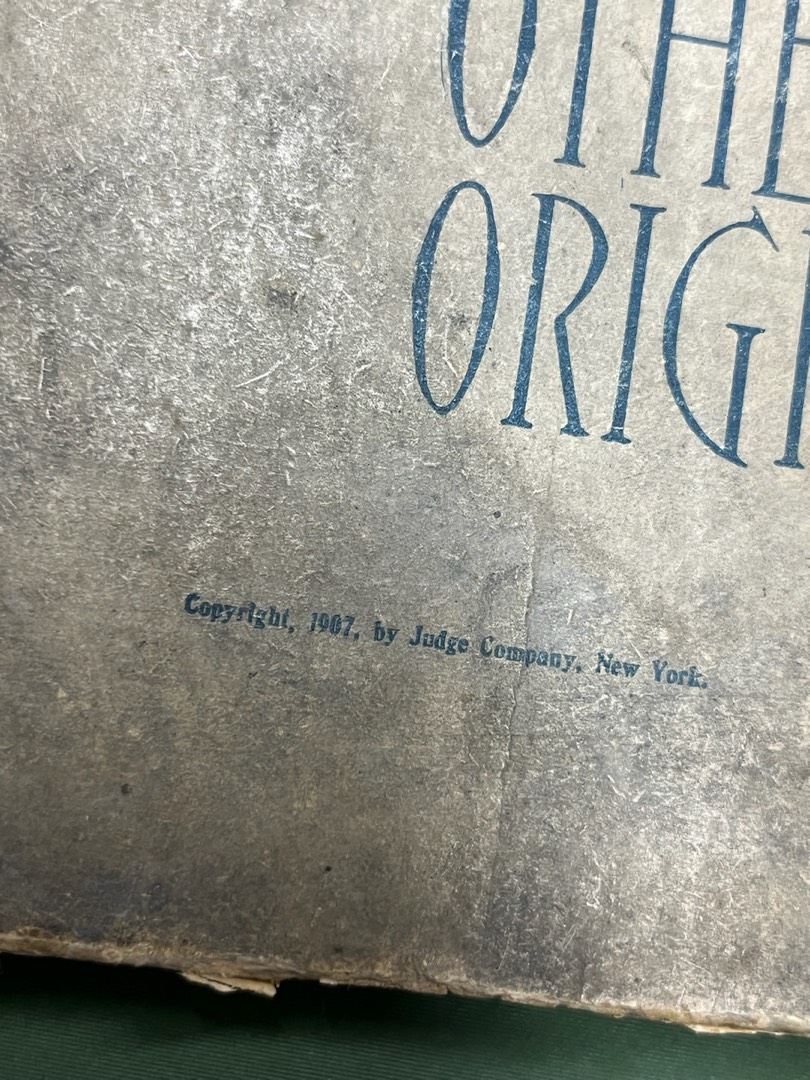 OTHE
ORIGI
Copyright, 1907, by Judge Company, New York.